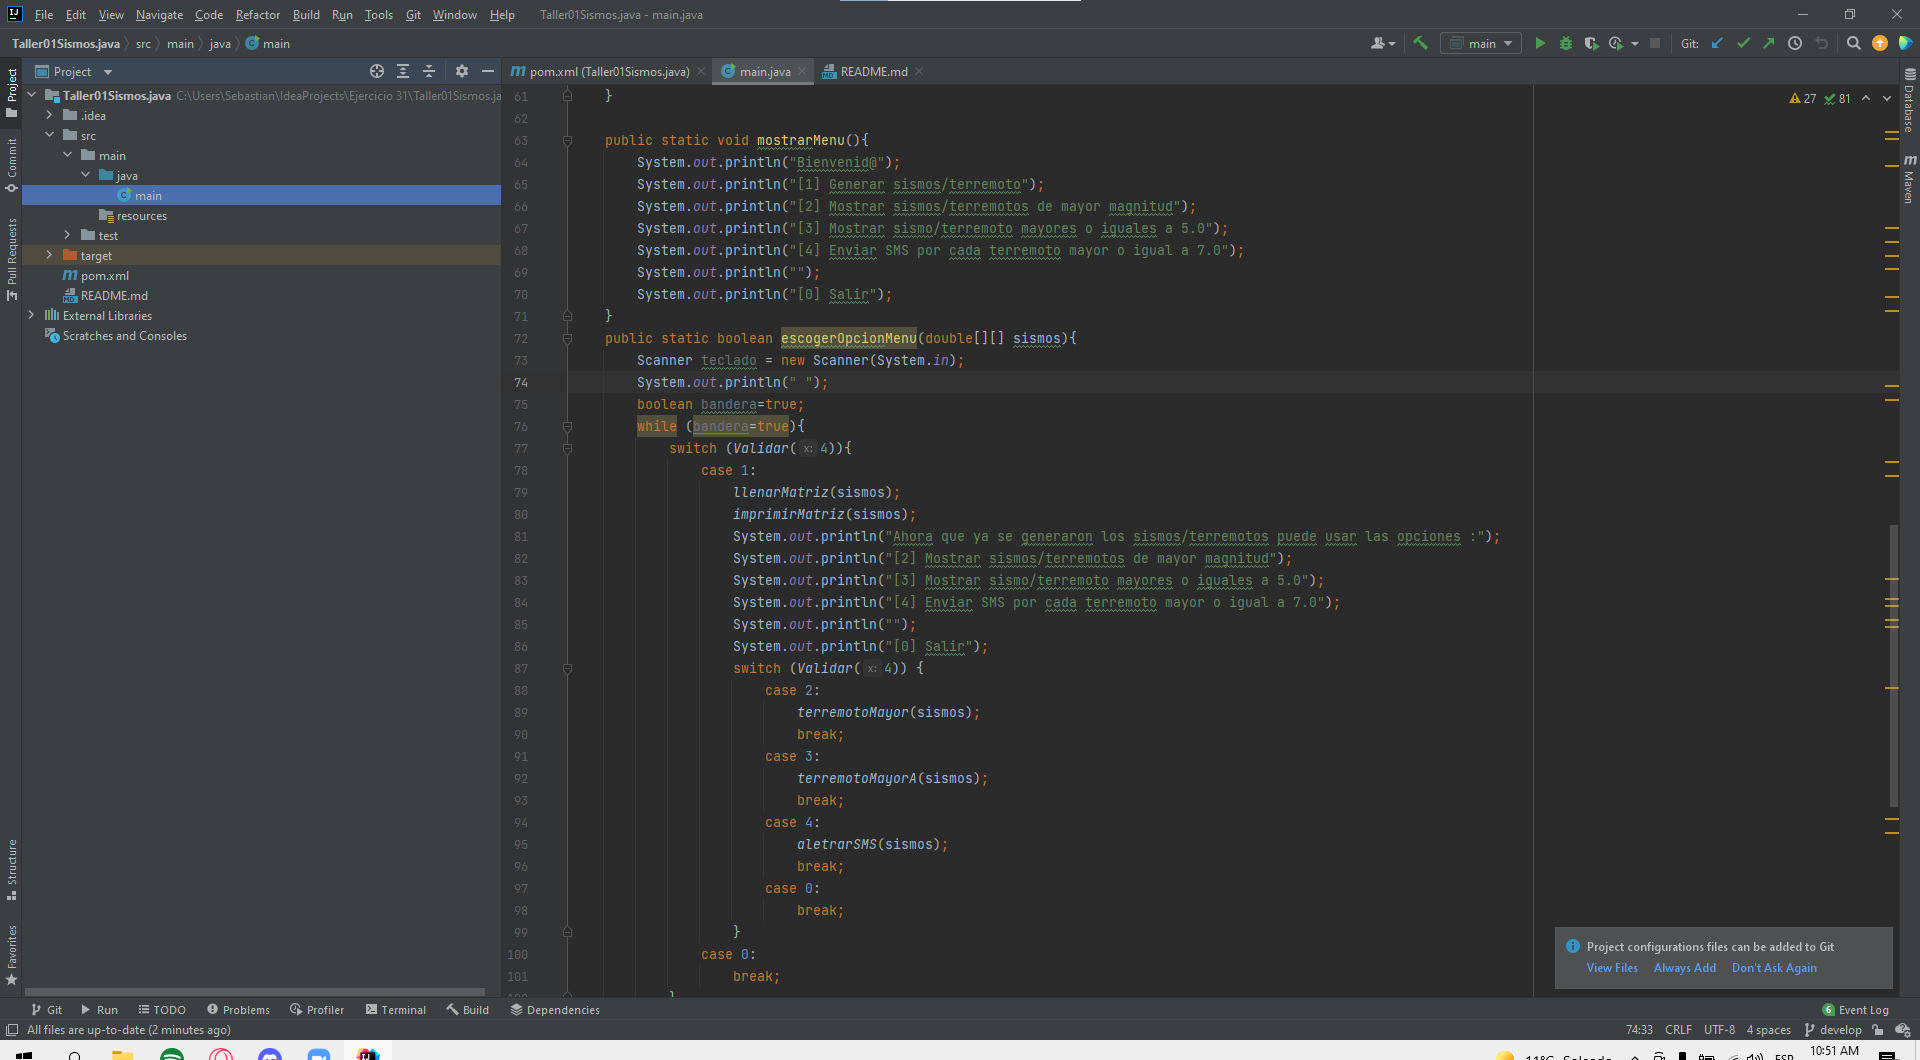 File Edit View Navigate Code Refactor Build Run Tools Git Window Help Taller01Sismos.java - main.java
Taller01Sismos.java src main java main
main Git:
Project
pom.xml (Taller01Sismos.java) main.java README.md
Taller01Sismos.java C:\Users\Sebastian\IdeaProjects\Ejercicio 31\Taller01Sismos.ja
.idea
src
main
java
main
resources
test
target
pom.xml
README.md
External Libraries
Scratches and Consoles
Project
Commit
Pull Requests
Structure
Favorites
27 81
Database
Maven
61 }
62
63 public static void mostrarMenu(){
64 System.out.println("Bienvenid@");
65 System.out.println("[1] Generar sismos/terremoto");
66 System.out.println("[2] Mostrar sismos/terremotos de mayor magnitud");
67 System.out.println("[3] Mostrar sismo/terremoto mayores o iguales a 5.0");
68 System.out.println("[4] Enviar SMS por cada terremoto mayor o igual a 7.0");
69 System.out.println("");
70 System.out.println("[0] Salir");
71 }
72 public static boolean escogerOpcionMenu(double[][] sismos){
73 Scanner teclado = new Scanner(System.in);
74 System.out.println(" ");
75 boolean bandera=true;
76 while (bandera=true){
77 switch (Validar( x: 4)){
78 case 1:
79 llenarMatriz(sismos);
80 imprimirMatriz(sismos);
81 System.out.println("Ahora que ya se generaron los sismos/terremotos puede usar las opciones :");
82 System.out.println("[2] Mostrar sismos/terremotos de mayor magnitud");
83 System.out.println("[3] Mostrar sismo/terremoto mayores o iguales a 5.0");
84 System.out.println("[4] Enviar SMS por cada terremoto mayor o igual a 7.0");
85 System.out.println("");
86 System.out.println("[0] Salir");
87 switch (Validar( x: 4)) {
88 case 2:
89 terremotoMayor(sismos);
90 break;
91 case 3:
92 terremotoMayorA(sismos);
93 break;
94 case 4:
95 aletrarSMS(sismos);
96 break;
97 case 0:
98 break;
99 }
100 case 0:
101 break;
Project configurations files can be added to Git
View Files Always Add Don't Ask Again
Git Run TODO Problems Profiler Terminal Build Dependencies 6 Event Log
All files are up-to-date (2 minutes ago) 74:33 CRLF UTF-8 4 spaces develop
11°C Soleado ESP 10:51 AM